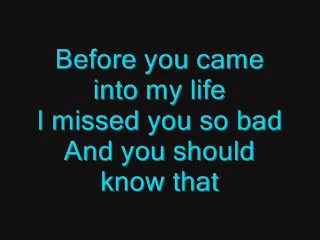 Before you came
into my life
I missed you so bad
And you should
know that